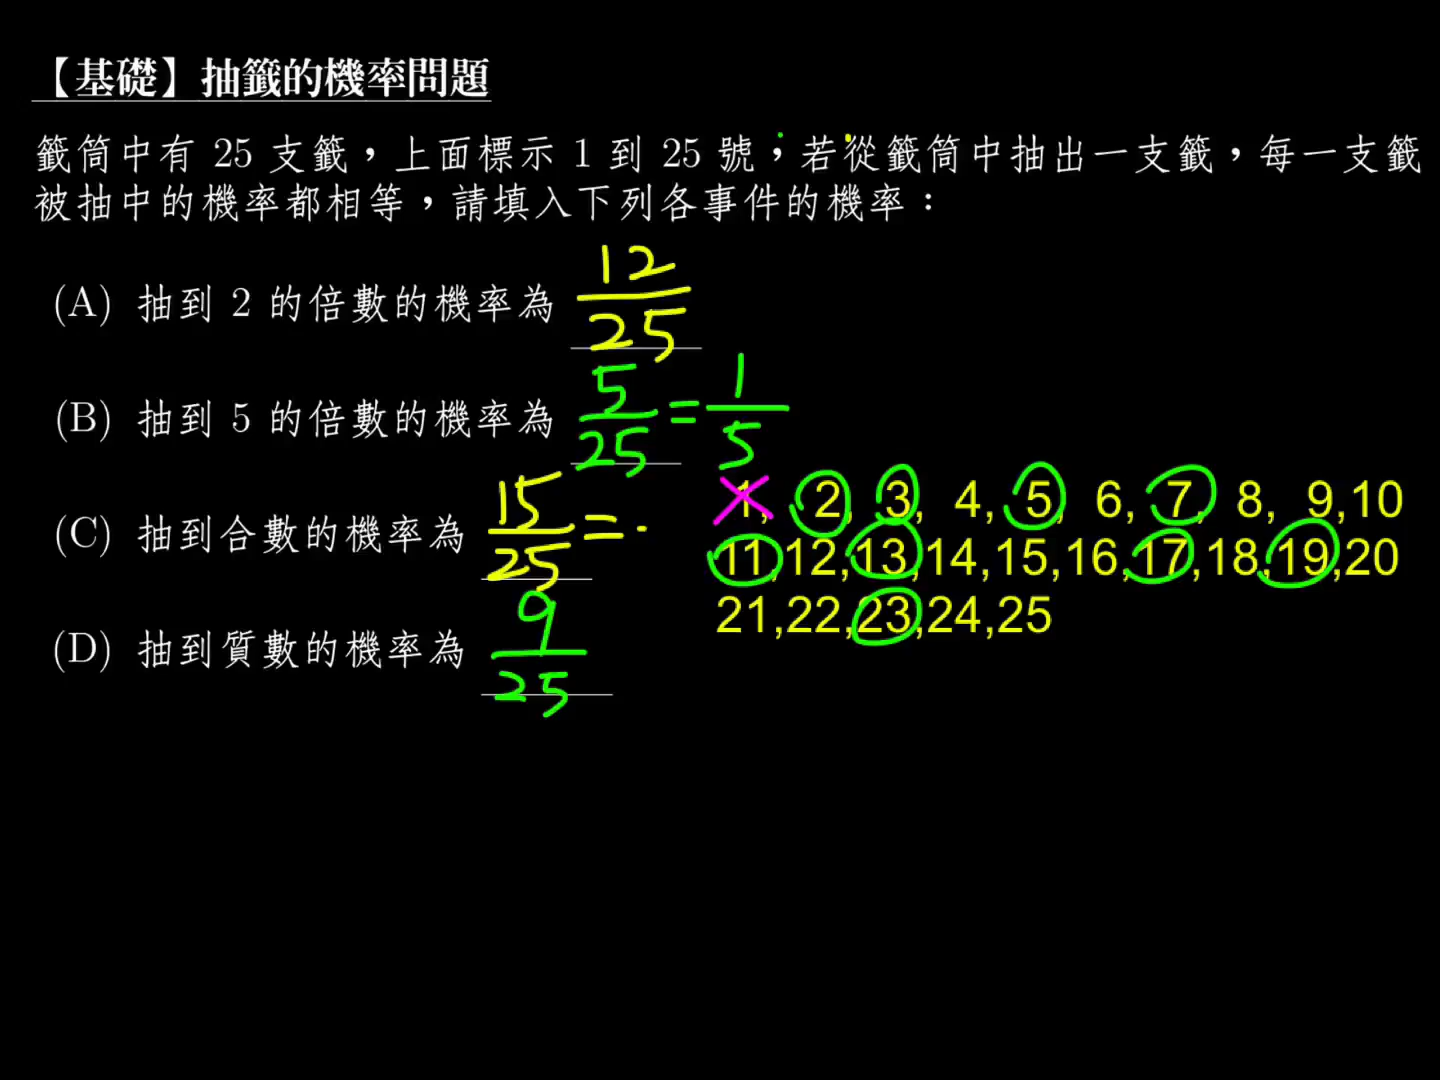 【基礎】抽籤的機率問題
籤筒中有 25 支籤，上面標示 1 到 25 號；若從籤筒中抽出一支籤，每一支籤
被抽中的機率都相等，請填入下列各事件的機率：
(A) 抽到 2 的倍數的機率為 12/25
(B) 抽到 5 的倍數的機率為 5/25 = 1/5
(C) 抽到合數的機率為 15/25 =
(D) 抽到質數的機率為 9/25
1, 2, 3, 4, 5, 6, 7, 8, 9,10
11,12,13,14,15,16,17,18,19,20
21,22,23,24,25